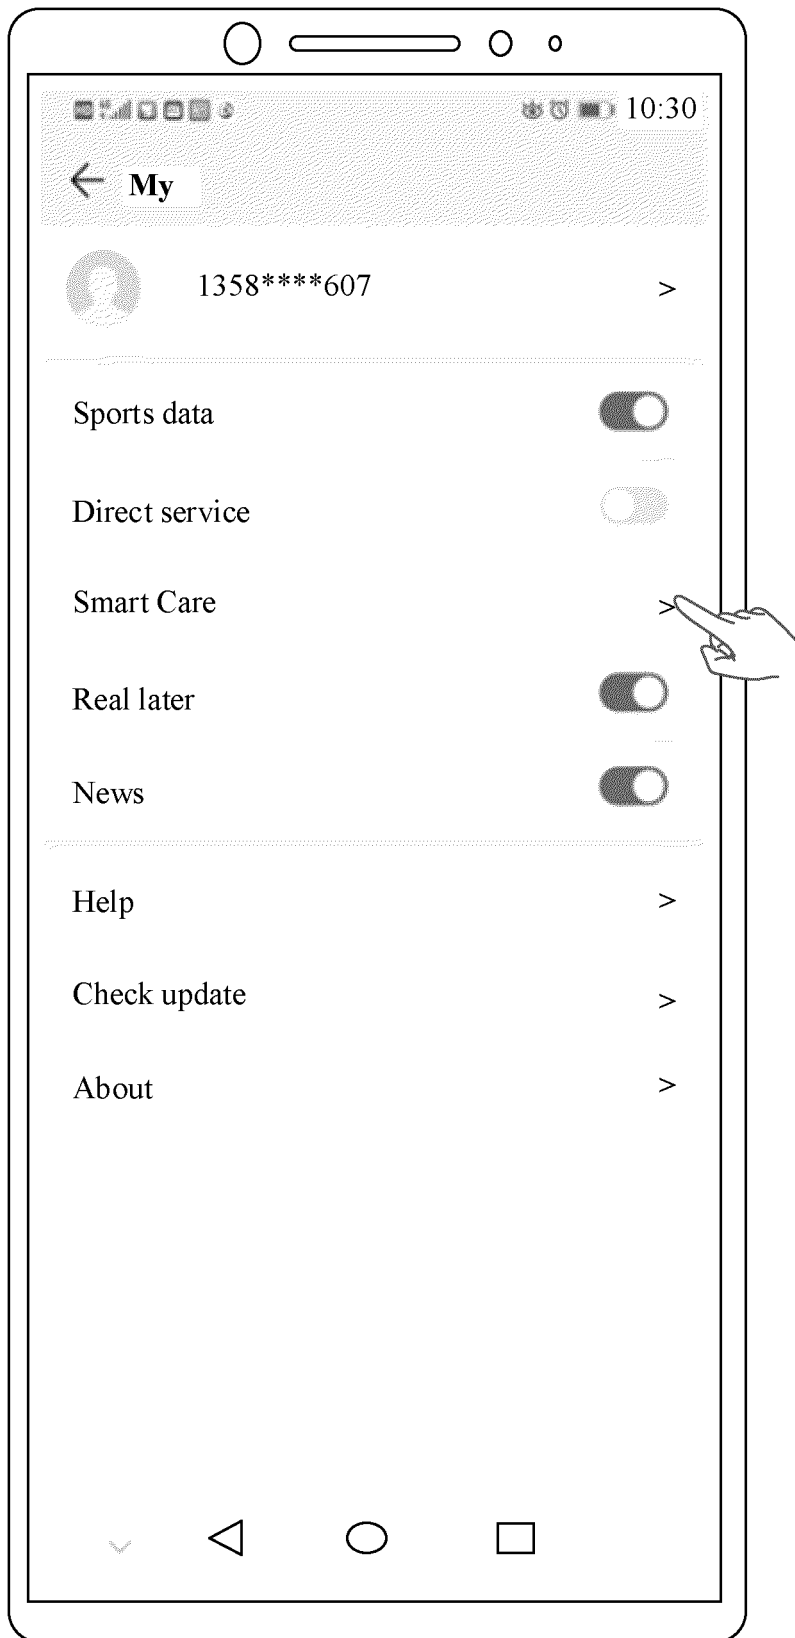 10:30
My
1358****607 >
Sports data
Direct service
Smart Care >
Real later
News
Help >
Check update >
About >